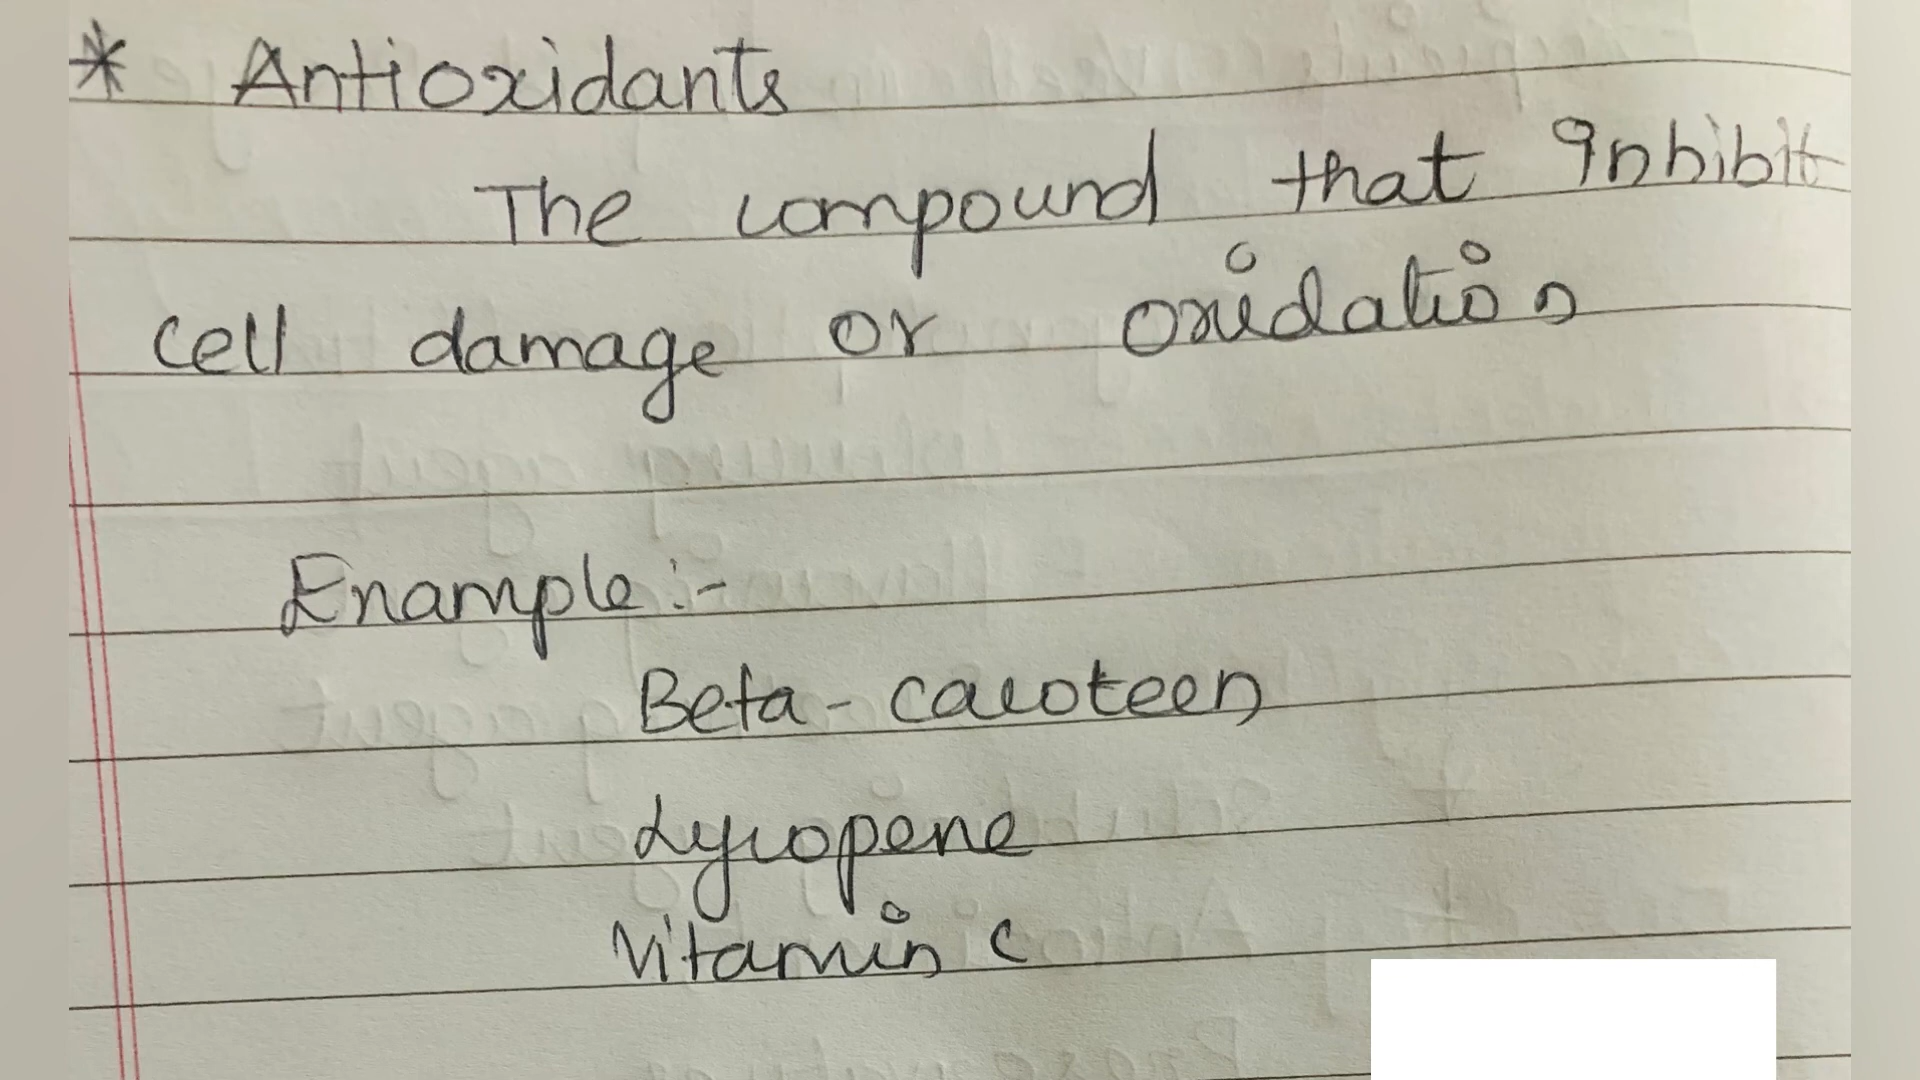 * Antioxidants
The compound that Inhibit
cell damage or oxidation
Example :-
Beta - caroteen
Lycopene
Vitamin C